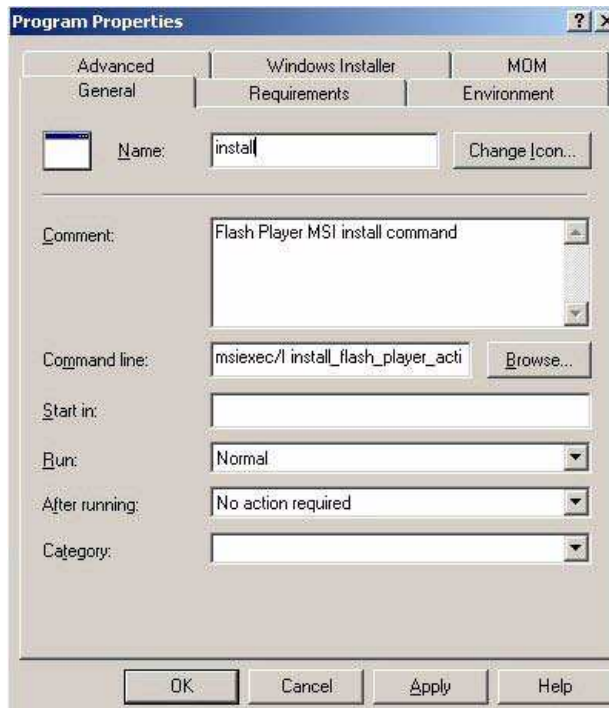 Program Properties
? X
Advanced Windows Installer MOM
General Requirements Environment
Name: install Change Icon...
Comment: Flash Player MSI install command
Command line: msiexec/I install_flash_player_acti Browse...
Start in:
Run: Normal
After running: No action required
Category:
OK Cancel Apply Help